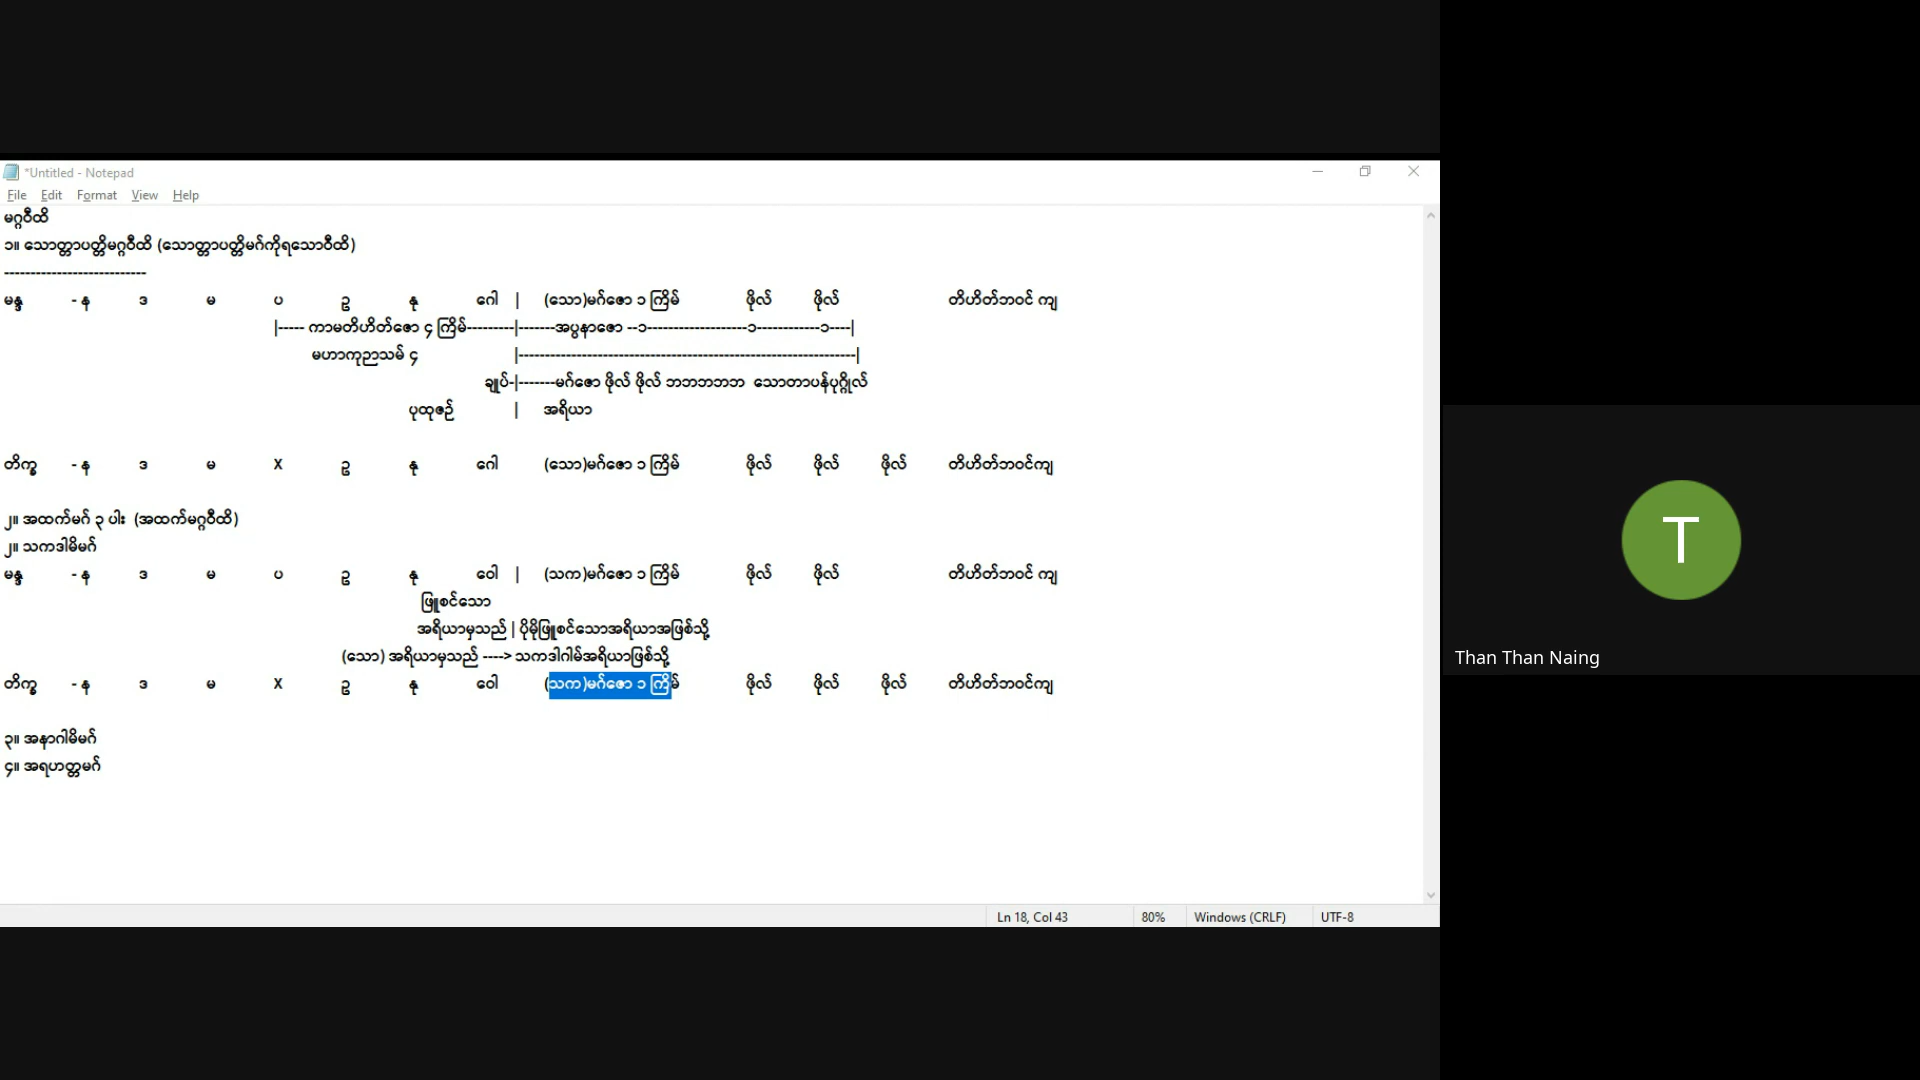 *Untitled - Notepad
File Edit Format View Help
မဂ္ဂဝီထိ
၁။ သောတ္တာပတ္တိမဂ္ဂဝီထိ (သောတ္တာပတ္တိမဂ်ကိုရသောဝီထိ)
---------------------------
မန္ဒ - န ဒ မ ပ ဥ နု ဂေါ | (သော)မဂ်ဇော ၁ ကြိမ် ဖိုလ် ဖိုလ် တိဟိတ်ဘဝင် ကျ
|----- ကာမတိဟိတ်ဇော ၄ ကြိမ်---------|-------အပ္ပနာဇော --၁-------------------၁------------၁----|
မဟာကုညာသမ် ၄ |----------------------------------------------------------------|
ချုပ်-|-------မဂ်ဇော ဖိုလ် ဖိုလ် ဘဘဘဘဘ သောတာပန်ပုဂ္ဂိုလ်
ပုထုဇဉ် | အရိယာ
တိက္ခ - န ဒ မ X ဥ နု ဂေါ (သော)မဂ်ဇော ၁ ကြိမ် ဖိုလ် ဖိုလ် ဖိုလ် တိဟိတ်ဘဝင်ကျ
၂။ အထက်မဂ် ၃ ပါး (အထက်မဂ္ဂဝီထိ)
၂။ သကဒါမိမဂ်
မန္ဒ - န ဒ မ ပ ဥ နု ဝေါ | (သက)မဂ်ဇော ၁ ကြိမ် ဖိုလ် ဖိုလ် တိဟိတ်ဘဝင် ကျ
ဖြူစင်သော
အရိယာမှသည် | ပိုမိုဖြူစင်သောအရိယာအဖြစ်သို့
(သော) အရိယာမှသည် ----> သကဒါဂါမ်အရိယာဖြစ်သို့
တိက္ခ - န ဒ မ X ဥ နု ဝေါ (သက)မဂ်ဇော ၁ ကြိမ် ဖိုလ် ဖိုလ် ဖိုလ် တိဟိတ်ဘဝင်ကျ
၃။ အနာဂါမိမဂ်
၄။ အရဟတ္တမဂ်
Ln 18, Col 43 80% Windows (CRLF) UTF-8
T
Than Than Naing